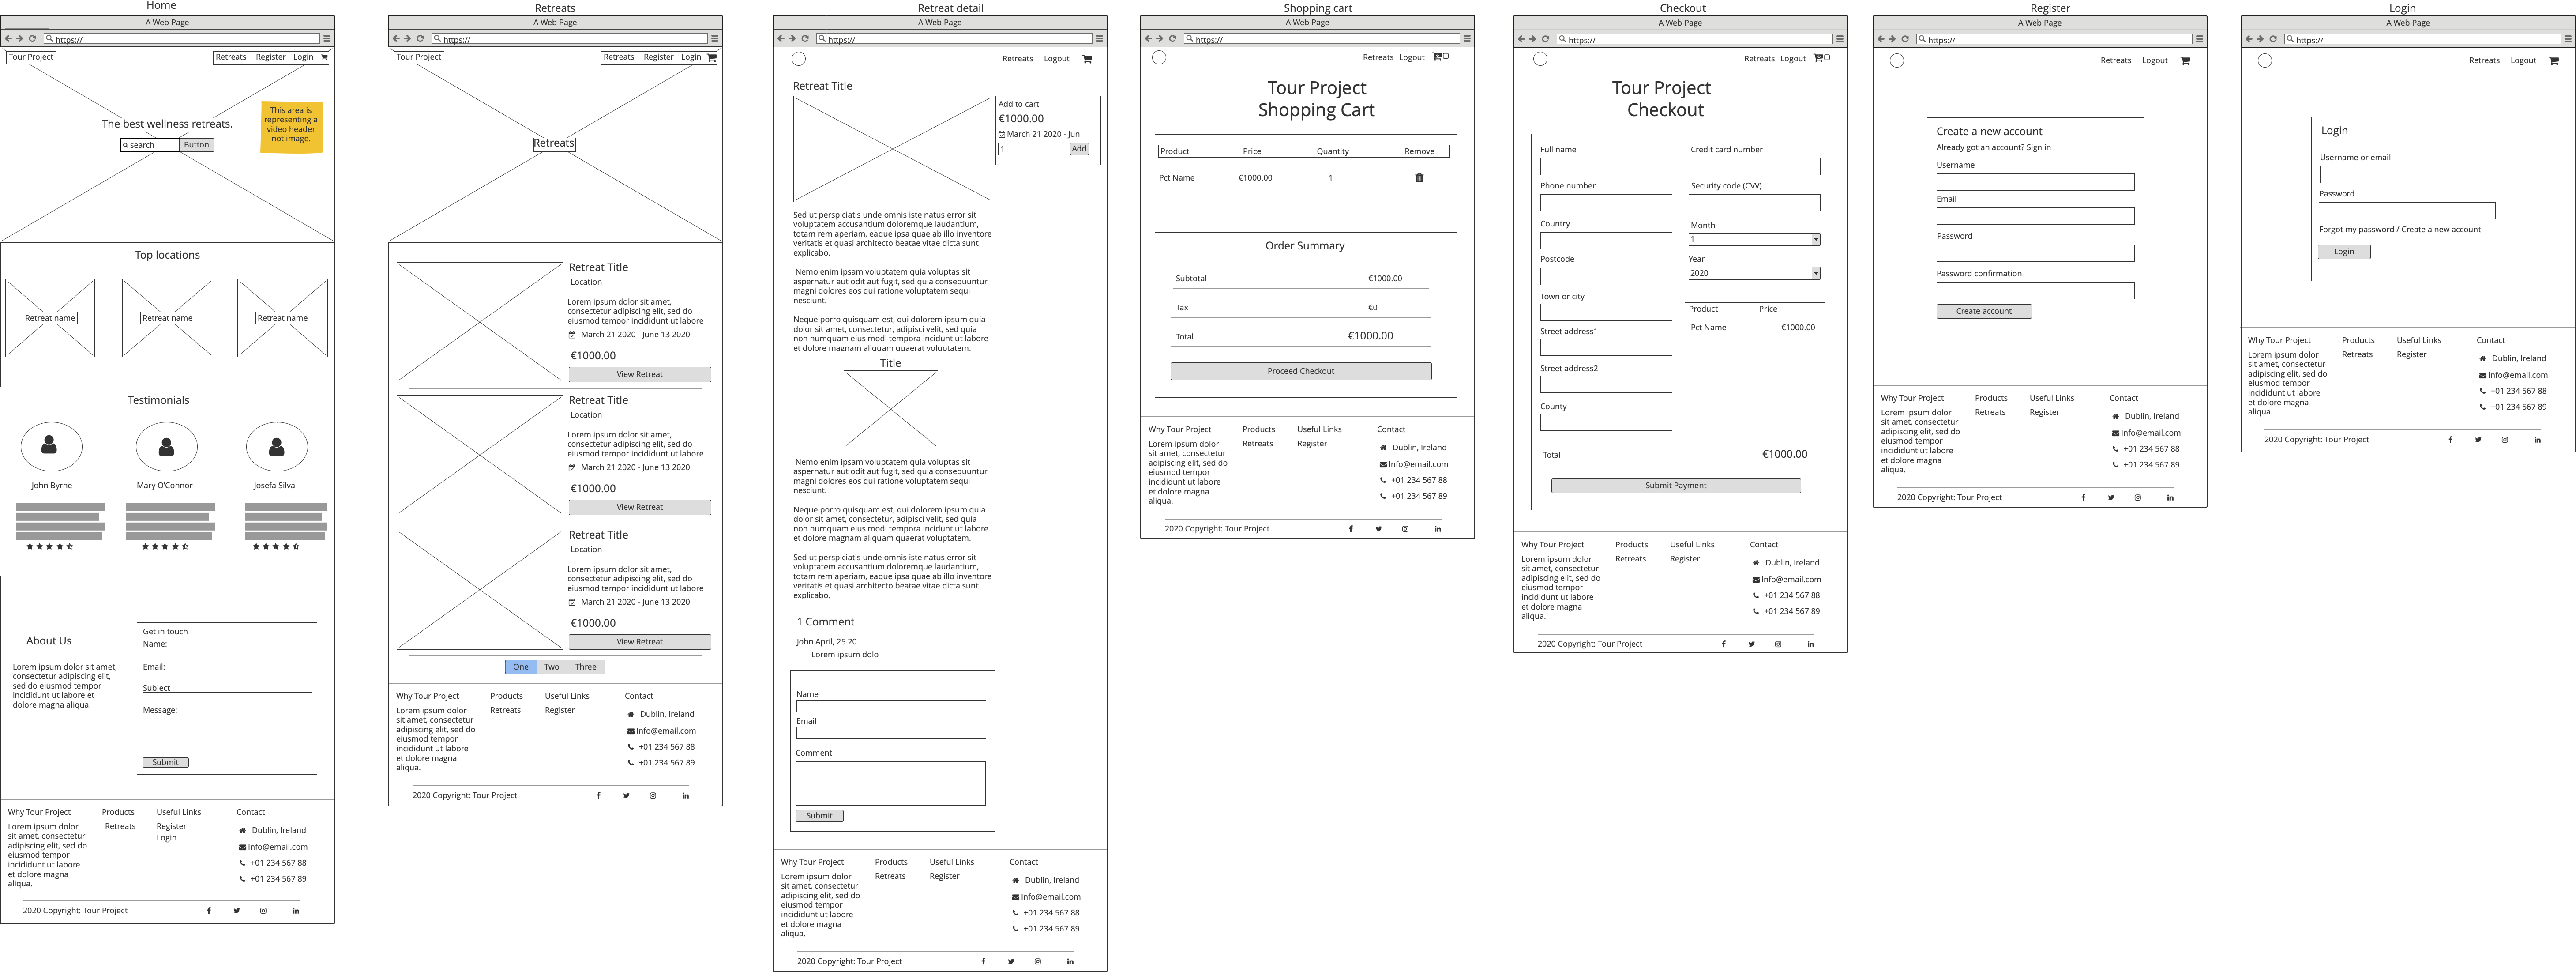 Home
A Web Page
https://
Tour Project
Retreats Register Login
This area is
representing a
video header
not image.
The best wellness retreats.
search
Button
Top locations
Retreat name
Retreat name
Retreat name
Testimonials
John Byrne
Mary O'Connor
Josefa Silva
About Us
Lorem ipsum dolor sit amet,
consectetur adipiscing elit,
sed do eiusmod tempor
incididunt ut labore et
dolore magna aliqua.
Get in touch
Name:
Email:
Subject
Message:
Submit
Why Tour Project
Lorem ipsum dolor
sit amet, consectetur
adipiscing elit, sed do
eiusmod tempor
incididunt ut labore
et dolore magna
aliqua.
Products
Retreats
Useful Links
Register
Login
Contact
Dublin, Ireland
Info@email.com
+01 234 567 88
+01 234 567 89
2020 Copyright: Tour Project
Retreats
A Web Page
https://
Tour Project
Retreats Register Login
Retreats
Retreat Title
Location
Lorem ipsum dolor sit amet,
consectetur adipiscing elit, sed do
eiusmod tempor incididunt ut labore
March 21 2020 - June 13 2020
€1000.00
View Retreat
Retreat Title
Location
Lorem ipsum dolor sit amet,
consectetur adipiscing elit, sed do
eiusmod tempor incididunt ut labore
March 21 2020 - June 13 2020
€1000.00
View Retreat
Retreat Title
Location
Lorem ipsum dolor sit amet,
consectetur adipiscing elit, sed do
eiusmod tempor incididunt ut labore
March 21 2020 - June 13 2020
€1000.00
View Retreat
One Two Three
Why Tour Project
Lorem ipsum dolor
sit amet, consectetur
adipiscing elit, sed do
eiusmod tempor
incididunt ut labore
et dolore magna
aliqua.
Products
Retreats
Useful Links
Register
Contact
Dublin, Ireland
Info@email.com
+01 234 567 88
+01 234 567 89
2020 Copyright: Tour Project
Retreat detail
A Web Page
https://
Retreats Logout
Retreat Title
Add to cart
€1000.00
March 21 2020 - Jun
1 Add
Sed ut perspiciatis unde omnis iste natus error sit
voluptatem accusantium doloremque laudantium,
totam rem aperiam, eaque ipsa quae ab illo inventore
veritatis et quasi architecto beatae vitae dicta sunt
explicabo.
Nemo enim ipsam voluptatem quia voluptas sit
aspernatur aut odit aut fugit, sed quia consequuntur
magni dolores eos qui ratione voluptatem sequi
nesciunt.
Neque porro quisquam est, qui dolorem ipsum quia
dolor sit amet, consectetur, adipisci velit, sed quia
non numquam eius modi tempora incidunt ut labore
et dolore magnam aliquam quaerat voluptatem.
Title
Nemo enim ipsam voluptatem quia voluptas sit
aspernatur aut odit aut fugit, sed quia consequuntur
magni dolores eos qui ratione voluptatem sequi
nesciunt.
Neque porro quisquam est, qui dolorem ipsum quia
dolor sit amet, consectetur, adipisci velit, sed quia
non numquam eius modi tempora incidunt ut labore
et dolore magnam aliquam quaerat voluptatem.
Sed ut perspiciatis unde omnis iste natus error sit
voluptatem accusantium doloremque laudantium,
totam rem aperiam, eaque ipsa quae ab illo inventore
veritatis et quasi architecto beatae vitae dicta sunt
explicabo.
1 Comment
John April, 25 20
Lorem ipsum dolo
Name
Email
Comment
Submit
Why Tour Project
Lorem ipsum dolor
sit amet, consectetur
adipiscing elit, sed do
eiusmod tempor
incididunt ut labore
et dolore magna
aliqua.
Products
Retreats
Useful Links
Register
Contact
Dublin, Ireland
Info@email.com
+01 234 567 88
+01 234 567 89
2020 Copyright: Tour Project
Shopping cart
A Web Page
https://
Retreats Logout
Tour Project
Shopping Cart
Product Price Quantity Remove
Pct Name €1000.00 1
Order Summary
Subtotal €1000.00
Tax €0
Total €1000.00
Proceed Checkout
Why Tour Project
Lorem ipsum dolor
sit amet, consectetur
adipiscing elit, sed do
eiusmod tempor
incididunt ut labore
et dolore magna
aliqua.
Products
Retreats
Useful Links
Register
Contact
Dublin, Ireland
Info@email.com
+01 234 567 88
+01 234 567 89
2020 Copyright: Tour Project
Checkout
A Web Page
https://
Retreats Logout
Tour Project
Checkout
Full name
Phone number
Country
Postcode
Town or city
Street address1
Street address2
County
Credit card number
Security code (CVV)
Month
1
Year
2020
Product Price
Pct Name €1000.00
Total €1000.00
Submit Payment
Why Tour Project
Lorem ipsum dolor
sit amet, consectetur
adipiscing elit, sed do
eiusmod tempor
incididunt ut labore
et dolore magna
aliqua.
Products
Retreats
Useful Links
Register
Contact
Dublin, Ireland
Info@email.com
+01 234 567 88
+01 234 567 89
2020 Copyright: Tour Project
Register
A Web Page
https://
Retreats Logout
Create a new account
Already got an account? Sign in
Username
Email
Password
Password confirmation
Create account
Why Tour Project
Lorem ipsum dolor
sit amet, consectetur
adipiscing elit, sed do
eiusmod tempor
incididunt ut labore
et dolore magna
aliqua.
Products
Retreats
Useful Links
Register
Contact
Dublin, Ireland
Info@email.com
+01 234 567 88
+01 234 567 89
2020 Copyright: Tour Project
Login
A Web Page
https://
Retreats Logout
Login
Username or email
Password
Forgot my password / Create a new account
Login
Why Tour Project
Lorem ipsum dolor
sit amet, consectetur
adipiscing elit, sed do
eiusmod tempor
incididunt ut labore
et dolore magna
aliqua.
Products
Retreats
Useful Links
Register
Contact
Dublin, Ireland
Info@email.com
+01 234 567 88
+01 234 567 89
2020 Copyright: Tour Project